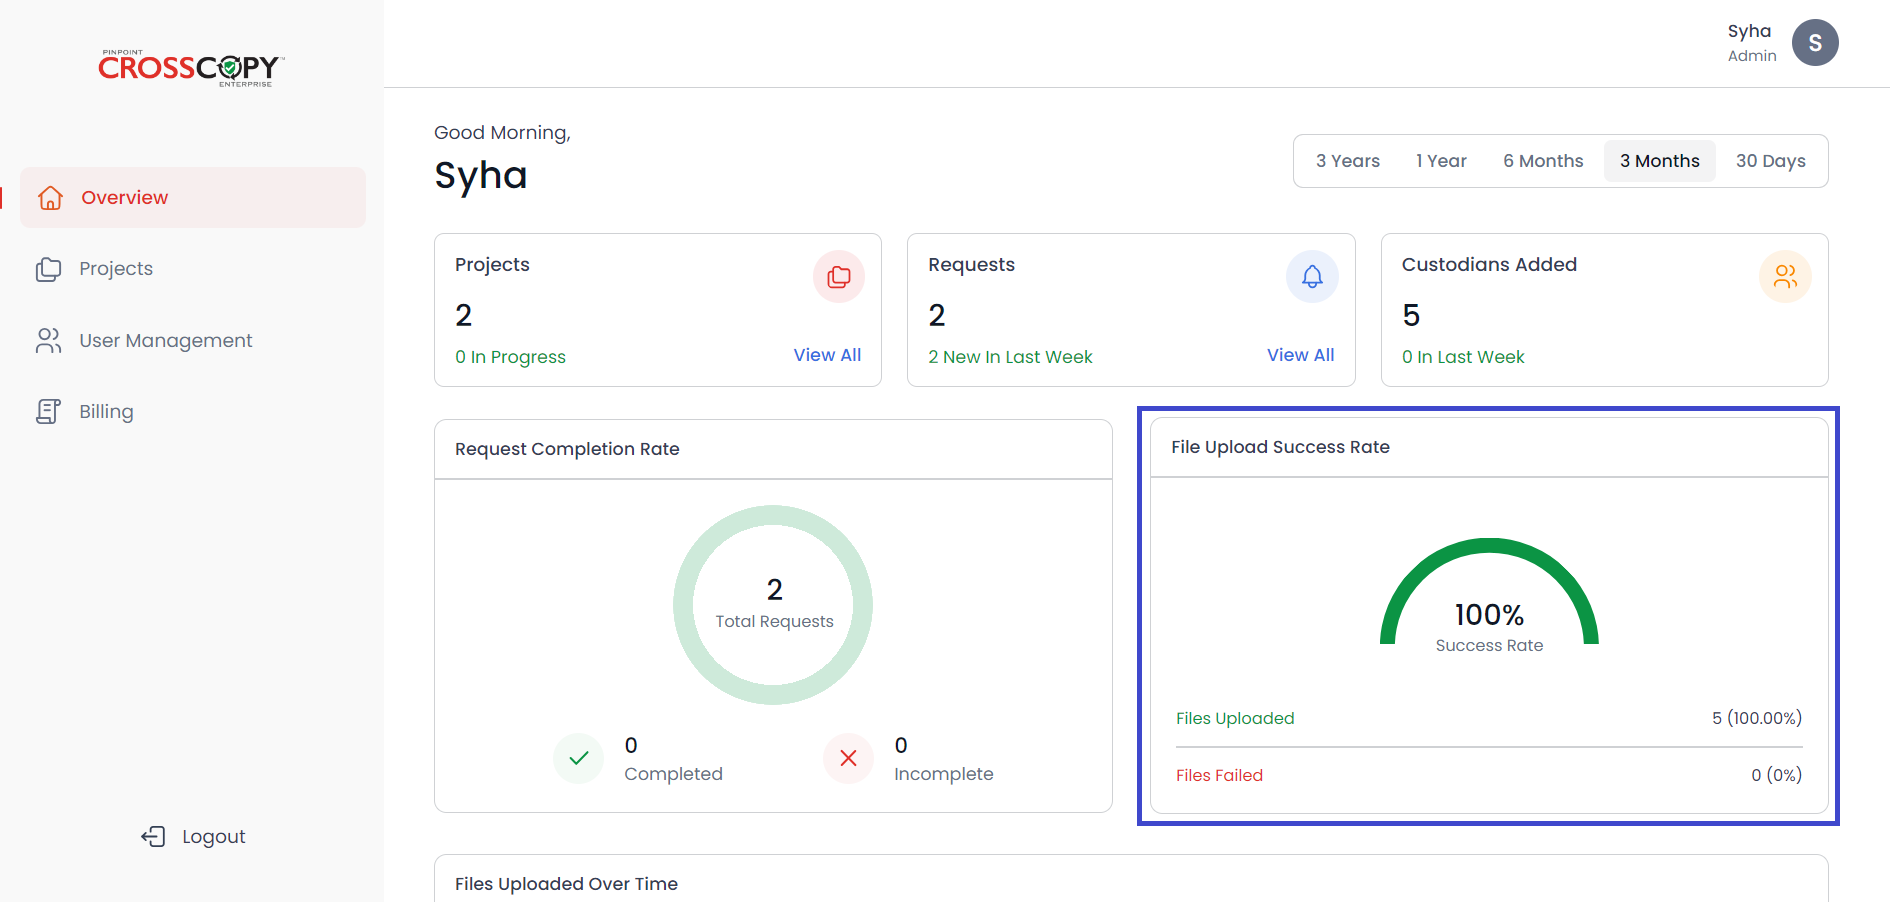 PINPOINT
CROSSCOPY™
ENTERPRISE
Overview
Projects
User Management
Billing
Logout
Syha
Admin
S
Good Morning,
Syha
3 Years 1 Year 6 Months 3 Months 30 Days
Projects
2
0 In Progress View All
Requests
2
2 New In Last Week View All
Custodians Added
5
0 In Last Week
Request Completion Rate
2
Total Requests
0
Completed
0
Incomplete
File Upload Success Rate
100%
Success Rate
Files Uploaded 5 (100.00%)
Files Failed 0 (0%)
Files Uploaded Over Time